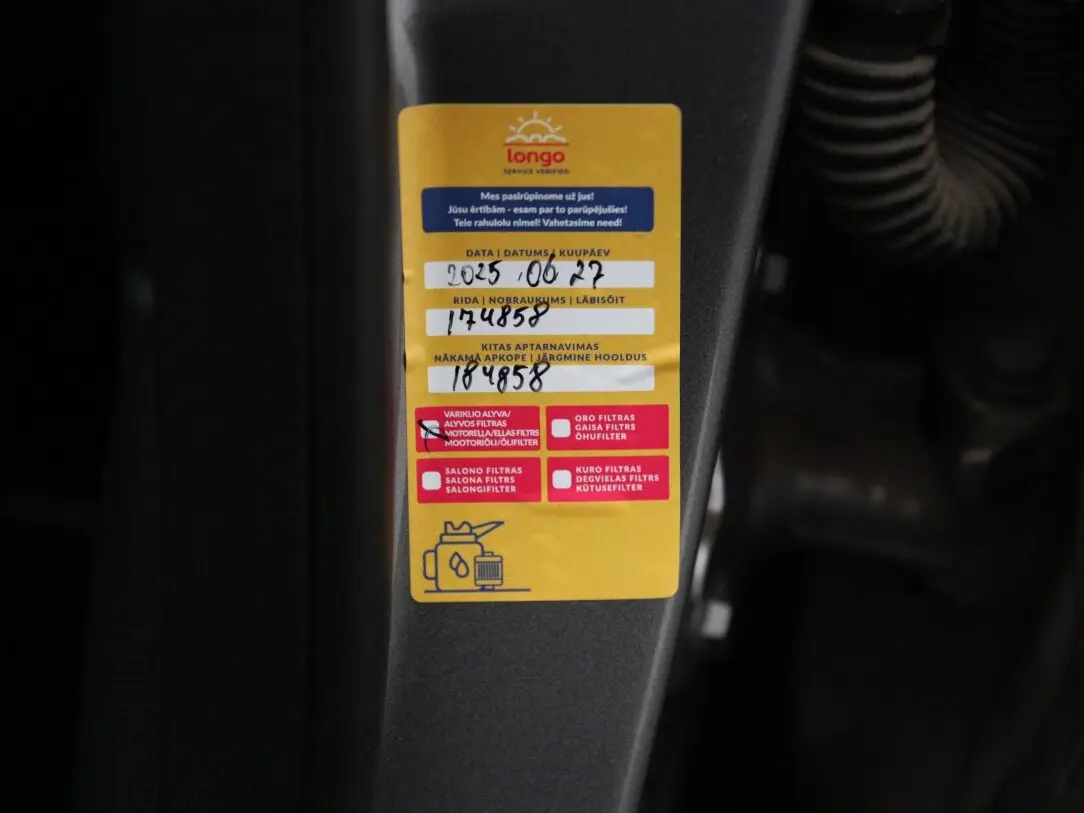 longo
SERVICE VERIFIED
Mes pasirūpinome už jus!
Jūsu ērtībām - esam par to parūpējušies!
Teie rahulolu nimel! Vahetasime need!
DATA | DATUMS | KUUPÄEV
2025.06 27
RIDA | NOBRAUKUMS | LÄBISÕIT
174858
KITAS APTARNAVIMAS
NĀKAMĀ APKOPE | JÄRGMINE HOOLDUS
184858
VARIKLIO ALYVA/
ALYVOS FILTRAS
MOTOREĻĻA/EĻĻAS FILTRS
MOOTORIÕLI/ÕLIFILTER
ORO FILTRAS
GAISA FILTRS
ÕHUFILTER
SALONO FILTRAS
SALONA FILTRS
SALONGIFILTER
KURO FILTRAS
DEGVIELAS FILTRS
KÜTUSEFILTER